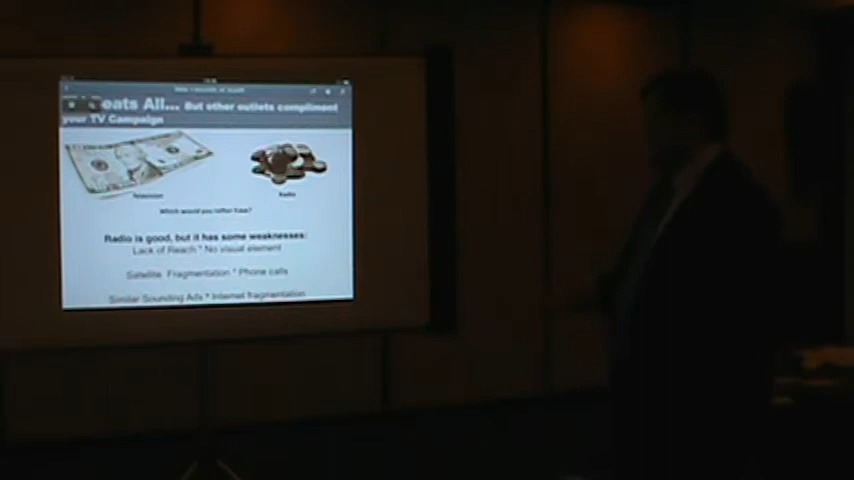 eats All... But other outlets compliment
your TV Campaign
Television
Radio
Which would you rather have?
Radio is good, but it has some weaknesses:
Lack of Reach * No visual element
Satellite Fragmentation * Phone calls
Similar Sounding Ads * Internet fragmentation